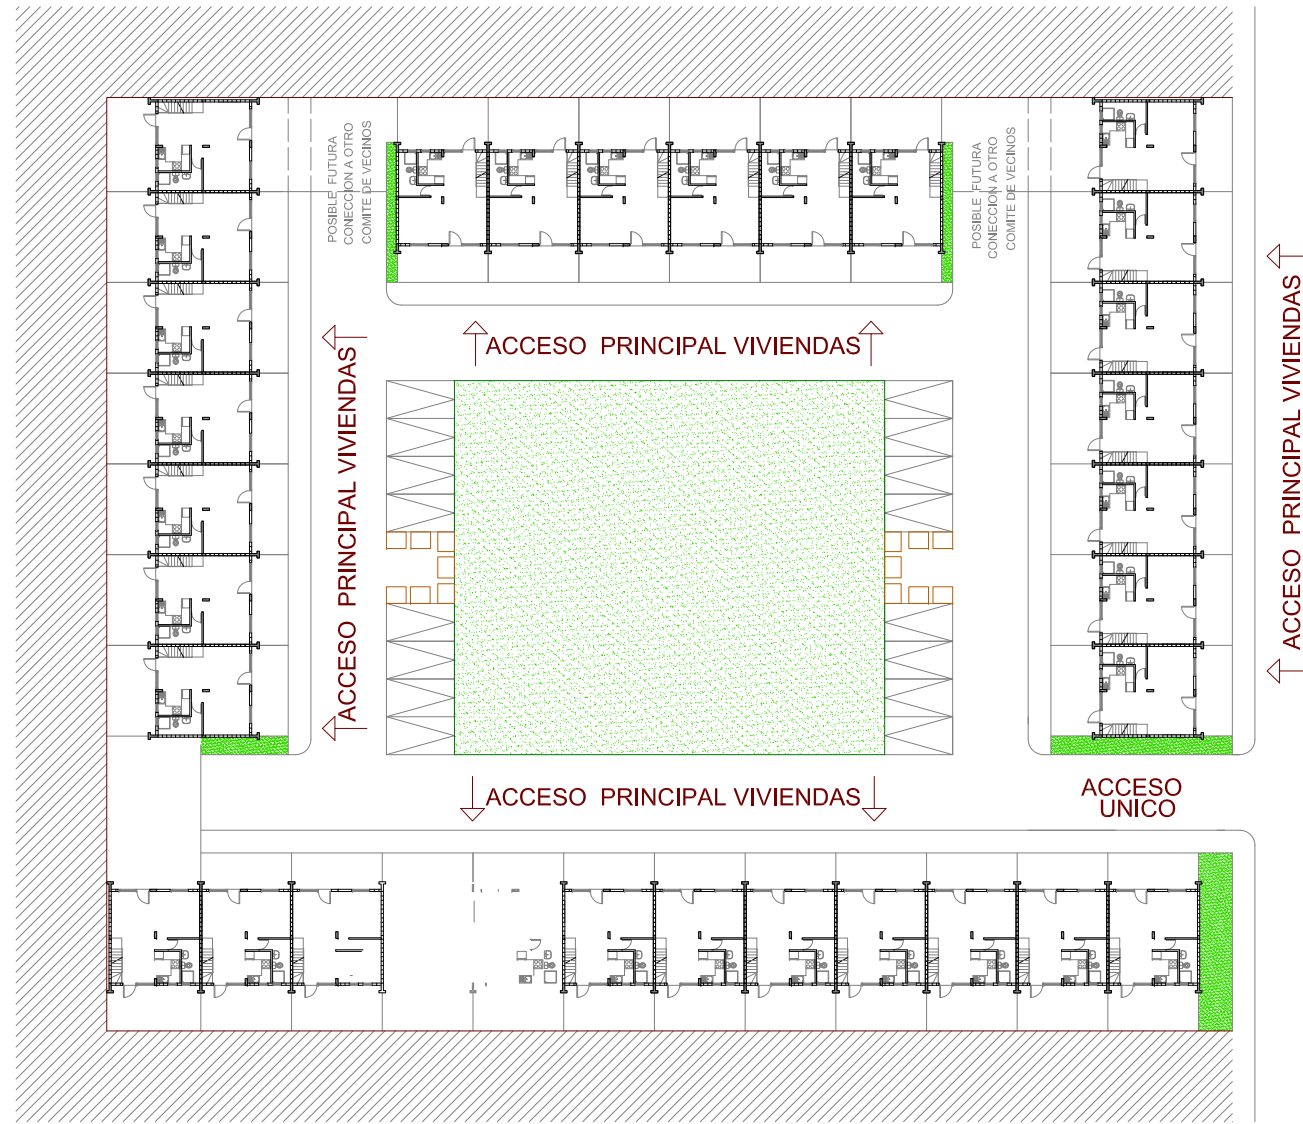 POSIBLE FUTURA
CONECCION A OTRO
COMITE DE VECINOS
POSIBLE FUTURA
CONECCION A OTRO
COMITE DE VECINOS
ACCESO PRINCIPAL VIVIENDAS
ACCESO PRINCIPAL VIVIENDAS
ACCESO PRINCIPAL VIVIENDAS
ACCESO PRINCIPAL VIVIENDAS
ACCESO
UNICO